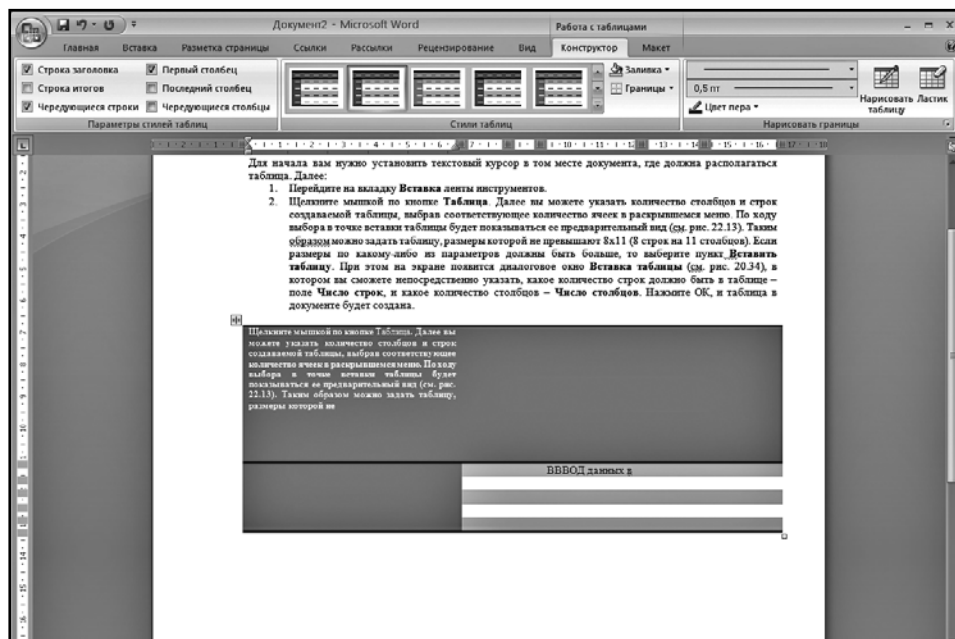 Документ2 - Microsoft Word
Работа с таблицами
Главная Вставка Разметка страницы Ссылки Рассылки Рецензирование Вид Конструктор Макет
Строка заголовка Первый столбец
Строка итогов Последний столбец
Чередующиеся строки Чередующиеся столбцы
Параметры стилей таблиц
Заливка
Границы
Стили таблиц
0,5 пт
Цвет пера
Нарисовать таблицу
Ластик
Нарисовать границы
Для начала вам нужно установить текстовый курсор в том месте документа, где должна располагаться
таблица. Далее:
1. Перейдите на вкладку Вставка ленты инструментов.
2. Щелкните мышкой по кнопке Таблица. Далее вы можете указать количество столбцов и строк
создаваемой таблицы, выбрав соответствующее количество ячеек в раскрывшемся меню. По ходу
выбора в точке вставки таблицы будет показываться ее предварительный вид (см. рис. 22.13). Таким
образом можно задать таблицу, размеры которой не превышают 8х11 (8 строк на 11 столбцов). Если
размеры по какому-либо из параметров должны быть больше, то выберите пункт Вставить
таблицу. При этом на экране появится диалоговое окно Вставка таблицы (см. рис. 20.34), в
котором вы сможете непосредственно указать, какое количество строк должно быть в таблице –
поле Число строк, и какое количество столбцов – Число столбцов. Нажмите ОК, и таблица в
документе будет создана.
Щелкните мышкой по кнопке Таблица. Далее вы
можете указать количество столбцов и строк
создаваемой таблицы, выбрав соответствующее
количество ячеек в раскрывшемся меню. По ходу
выбора в точке вставки таблицы будет
показываться ее предварительный вид (см. рис.
22.13). Таким образом можно задать таблицу,
размеры которой не
ВВВОД данных в